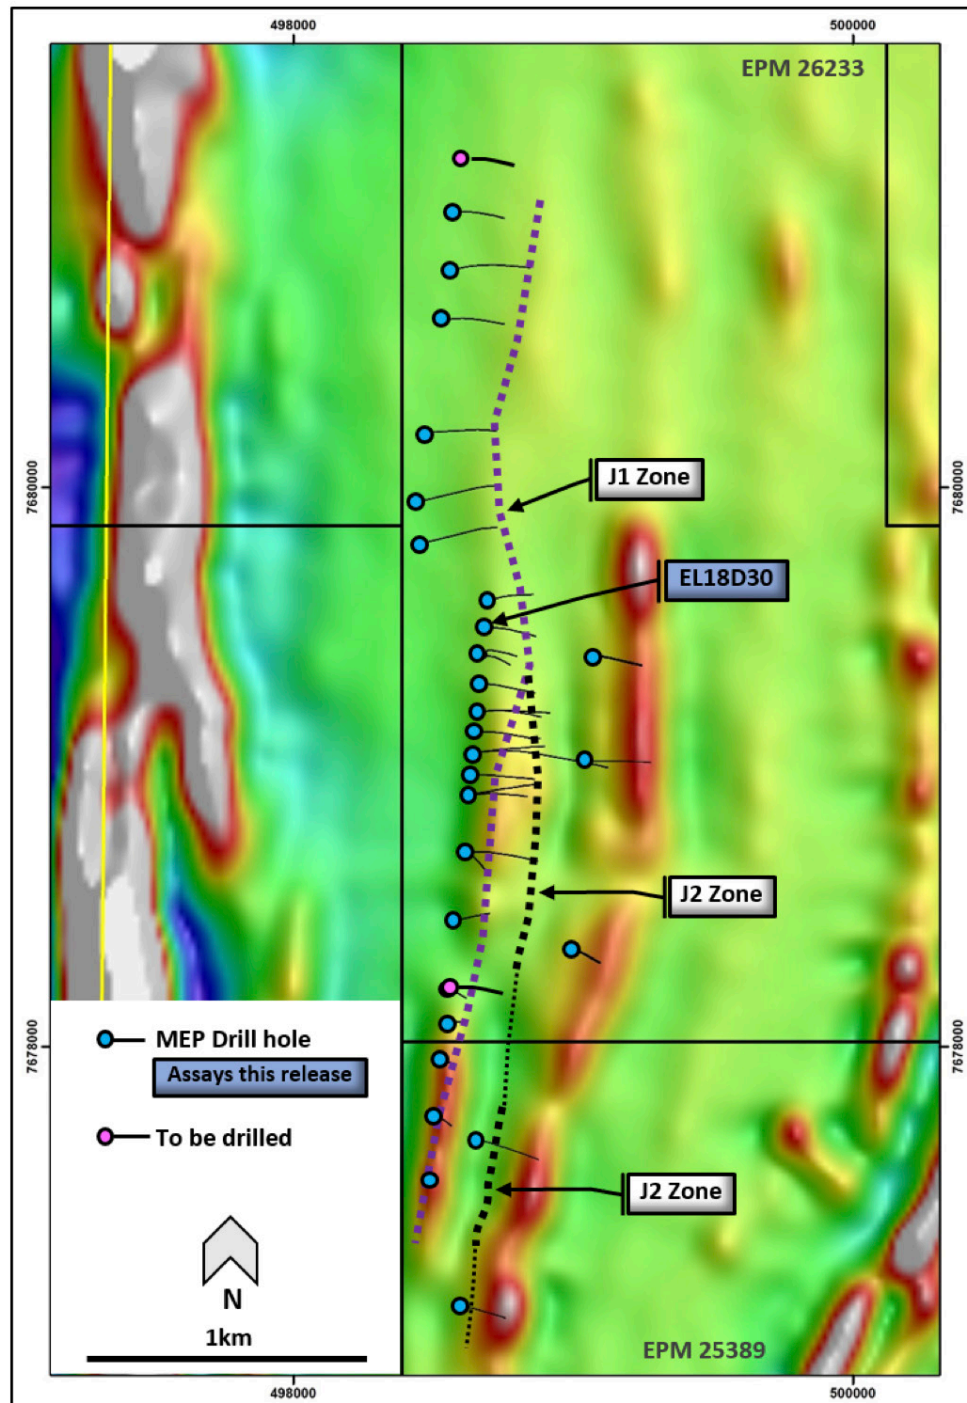 498000
500000
EPM 26233
7680000
7680000
J1 Zone
EL18D30
J2 Zone
MEP Drill hole
Assays this release
7678000
7678000
To be drilled
J2 Zone
N
1km
EPM 25389
498000
500000